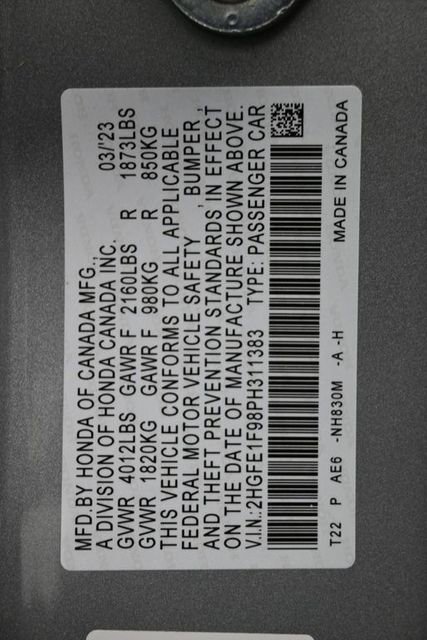 MFD.BY HONDA OF CANADA MFG.,
A DIVISION OF HONDA CANADA INC. 03/'23
GVWR 4012LBS GAWR F 2160LBS R 1873LBS
GVWR 1820KG GAWR F 980KG R 850KG
THIS VEHICLE CONFORMS TO ALL APPLICABLE
FEDERAL MOTOR VEHICLE SAFETY , BUMPER ,
AND THEFT PREVENTION STANDARDS IN EFFECT
ON THE DATE OF MANUFACTURE SHOWN ABOVE.
V.I.N.:2HGFE1F98PH311383 TYPE: PASSENGER CAR
T22 P AE6 -NH830M -A -H MADE IN CANADA